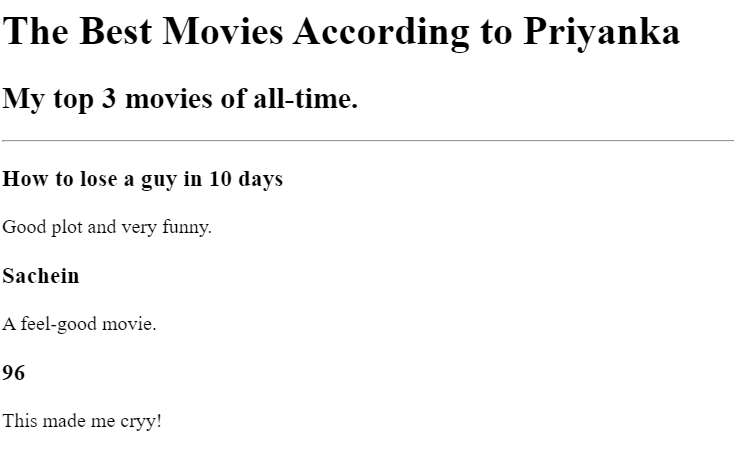 The Best Movies According to Priyanka
My top 3 movies of all-time.
How to lose a guy in 10 days
Good plot and very funny.
Sachein
A feel-good movie.
96
This made me cryy!